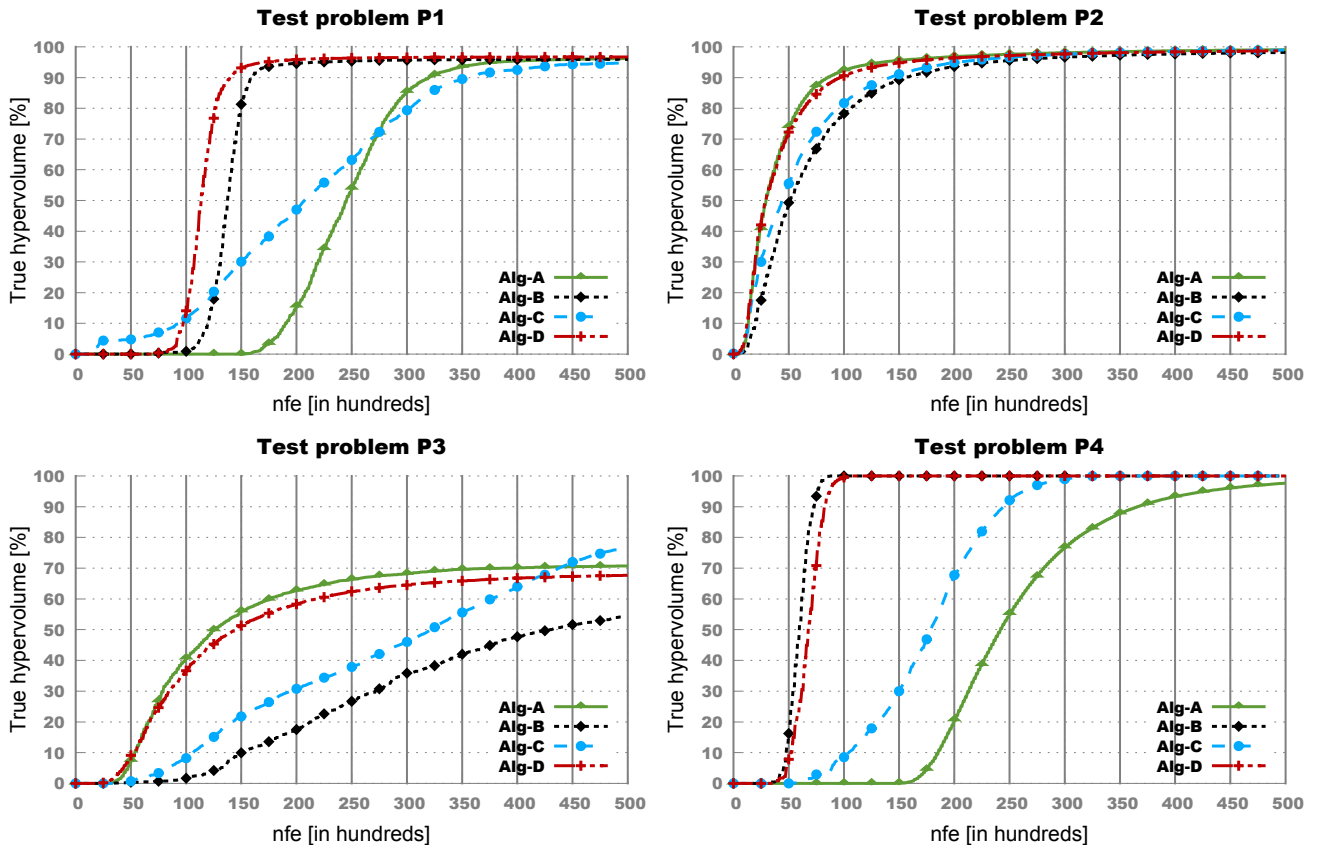 Test problem P1
True hypervolume [%]
100
90
80
70
60
50
40
30
20
10
0
Alg-A
Alg-B
Alg-C
Alg-D
0 50 100 150 200 250 300 350 400 450 500
nfe [in hundreds]
Test problem P2
True hypervolume [%]
100
90
80
70
60
50
40
30
20
10
0
Alg-A
Alg-B
Alg-C
Alg-D
0 50 100 150 200 250 300 350 400 450 500
nfe [in hundreds]
Test problem P3
True hypervolume [%]
100
90
80
70
60
50
40
30
20
10
0
Alg-A
Alg-B
Alg-C
Alg-D
0 50 100 150 200 250 300 350 400 450 500
nfe [in hundreds]
Test problem P4
True hypervolume [%]
100
90
80
70
60
50
40
30
20
10
0
Alg-A
Alg-B
Alg-C
Alg-D
0 50 100 150 200 250 300 350 400 450 500
nfe [in hundreds]